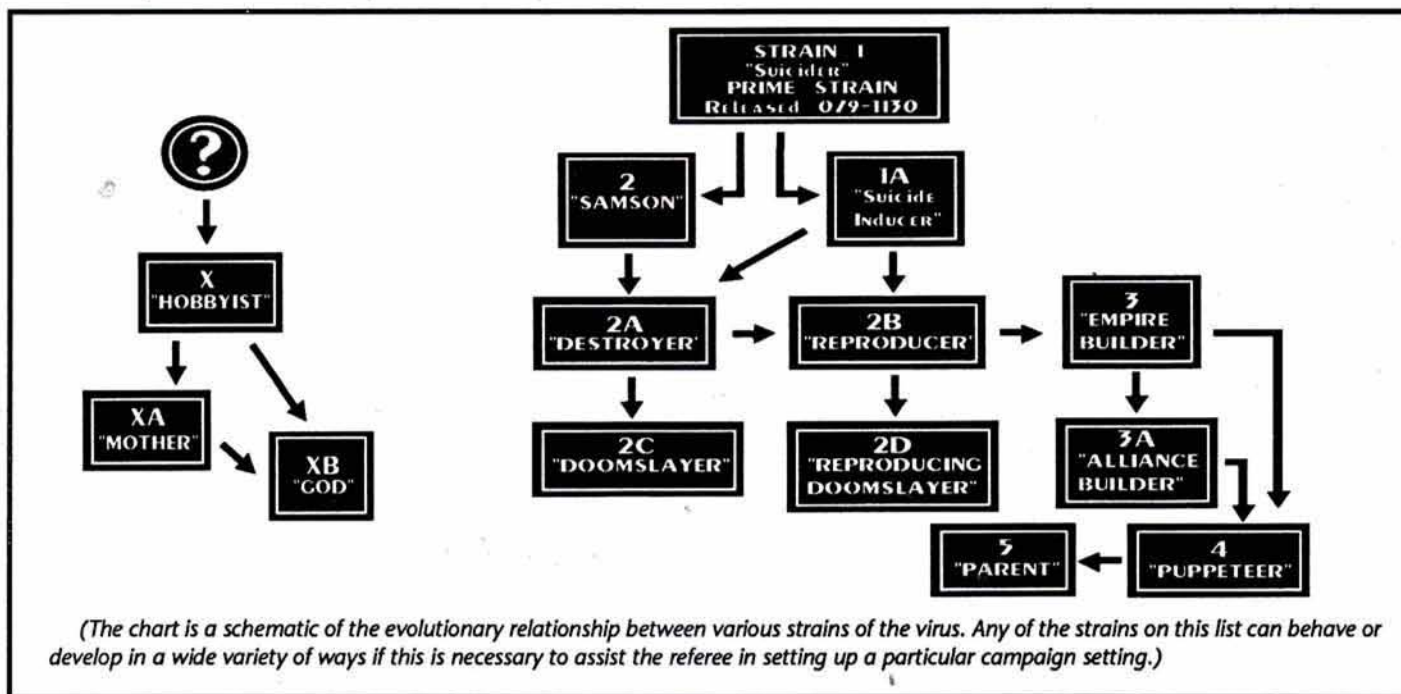 STRAIN 1
"Suicider"
PRIME STRAIN
Released 079-1130
?
2
"SAMSON"
1A
"Suicide
Inducer"
X
"HOBBYIST"
2A
"DESTROYER'
2B
"REPRODUCER'
3
"EMPIRE
BUILDER"
XA
"MOTHER"
XB
"GOD"
2C
"DOOMSLAYER"
2D
"REPRODUCING
DOOMSLAYER"
3A
"ALLIANCE
BUILDER"
5
"PARENT"
4
"PUPPETEER"
(The chart is a schematic of the evolutionary relationship between various strains of the virus. Any of the strains on this list can behave or
develop in a wide variety of ways if this is necessary to assist the referee in setting up a particular campaign setting.)